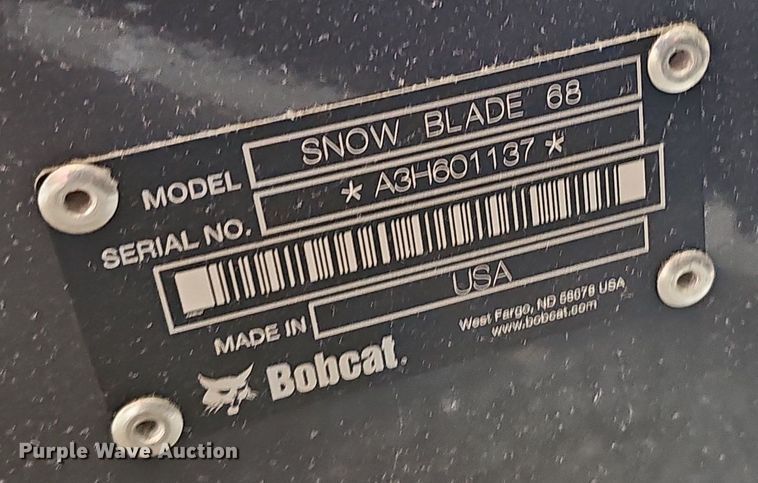 MODEL SNOW BLADE 68
SERIAL NO. * A3H601137 *
MADE IN USA
West Fargo, ND 58078 USA
www.bobcat.com
Bobcat.
Purple Wave Auction